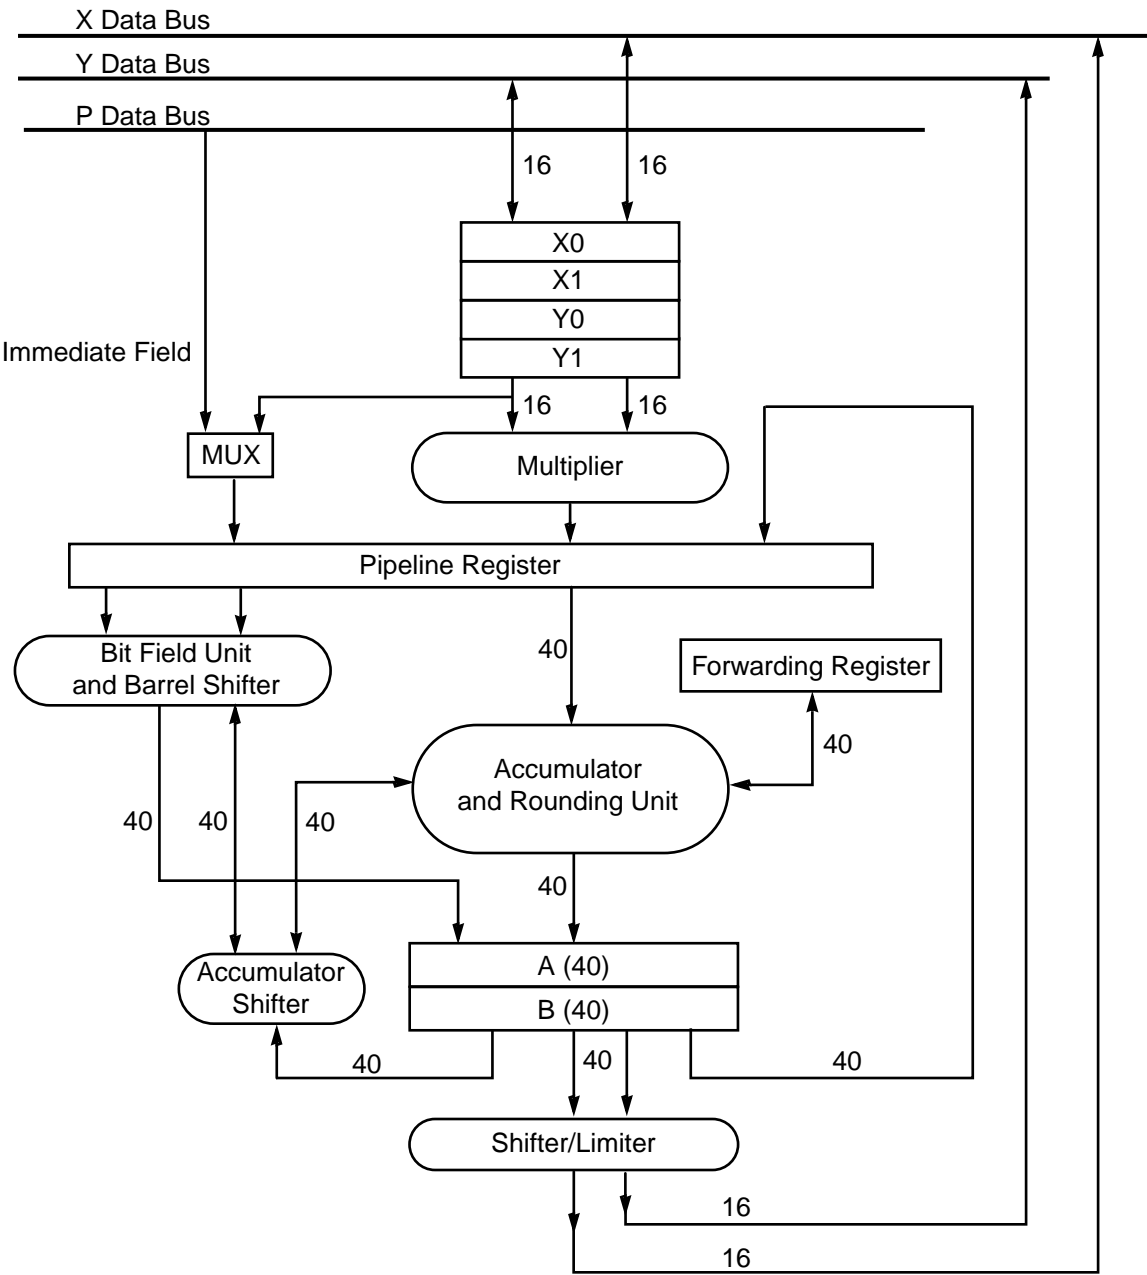 X Data Bus
Y Data Bus
P Data Bus
16
16
X0
X1
Y0
Y1
Immediate Field
16
16
MUX
Multiplier
Pipeline Register
Bit Field Unit
and Barrel Shifter
40
Forwarding Register
40
Accumulator
and Rounding Unit
40
40
40
40
A (40)
B (40)
Accumulator
Shifter
40
40
40
Shifter/Limiter
16
16